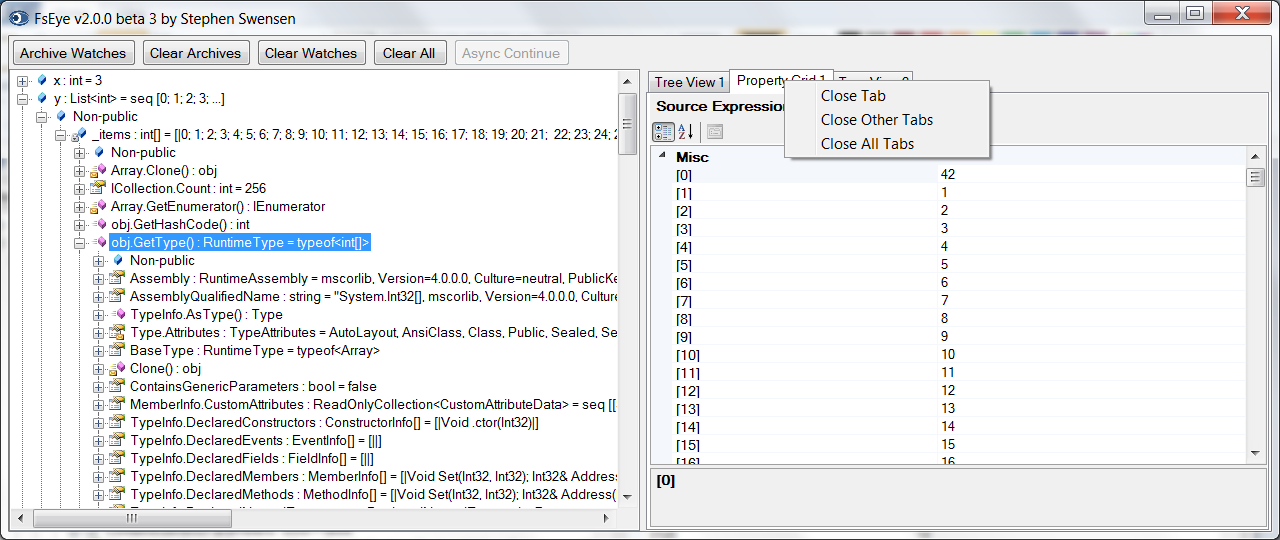 FsEye v2.0.0 beta 3 by Stephen Swensen
Archive Watches Clear Archives Clear Watches Clear All Async Continue
x : int = 3
y : List<int> = seq [0; 1; 2; 3; ...]
Non-public
_items : int[] = [|0; 1; 2; 3; 4; 5; 6; 7; 8; 9; 10; 11; 12; 13; 14; 15; 16; 17; 18; 19; 20; 21; 22; 23; 24; 2
Non-public
Array.Clone() : obj
ICollection.Count : int = 256
Array.GetEnumerator() : IEnumerator
obj.GetHashCode() : int
obj.GetType() : RuntimeType = typeof<int[]>
Non-public
Assembly : RuntimeAssembly = mscorlib, Version=4.0.0.0, Culture=neutral, PublicKe
AssemblyQualifiedName : string = "System.Int32[], mscorlib, Version=4.0.0.0, Culture
TypeInfo.AsType() : Type
Type.Attributes : TypeAttributes = AutoLayout, AnsiClass, Class, Public, Sealed, Se
BaseType : RuntimeType = typeof<Array>
Clone() : obj
ContainsGenericParameters : bool = false
MemberInfo.CustomAttributes : ReadOnlyCollection<CustomAttributeData> = seq [[
TypeInfo.DeclaredConstructors : ConstructorInfo[] = [|Void .ctor(Int32)|]
TypeInfo.DeclaredEvents : EventInfo[] = [||]
TypeInfo.DeclaredFields : FieldInfo[] = [||]
TypeInfo.DeclaredMembers : MemberInfo[] = [|Void Set(Int32, Int32); Int32& Address
TypeInfo.DeclaredMethods : MethodInfo[] = [|Void Set(Int32, Int32); Int32& Address(
Tree View 1 Property Grid 1 Tree View 2
Close Tab
Close Other Tabs
Close All Tabs
Source Expression
Misc
[0] 42
[1] 1
[2] 2
[3] 3
[4] 4
[5] 5
[6] 6
[7] 7
[8] 8
[9] 9
[10] 10
[11] 11
[12] 12
[13] 13
[14] 14
[15] 15
[16] 16
[0]